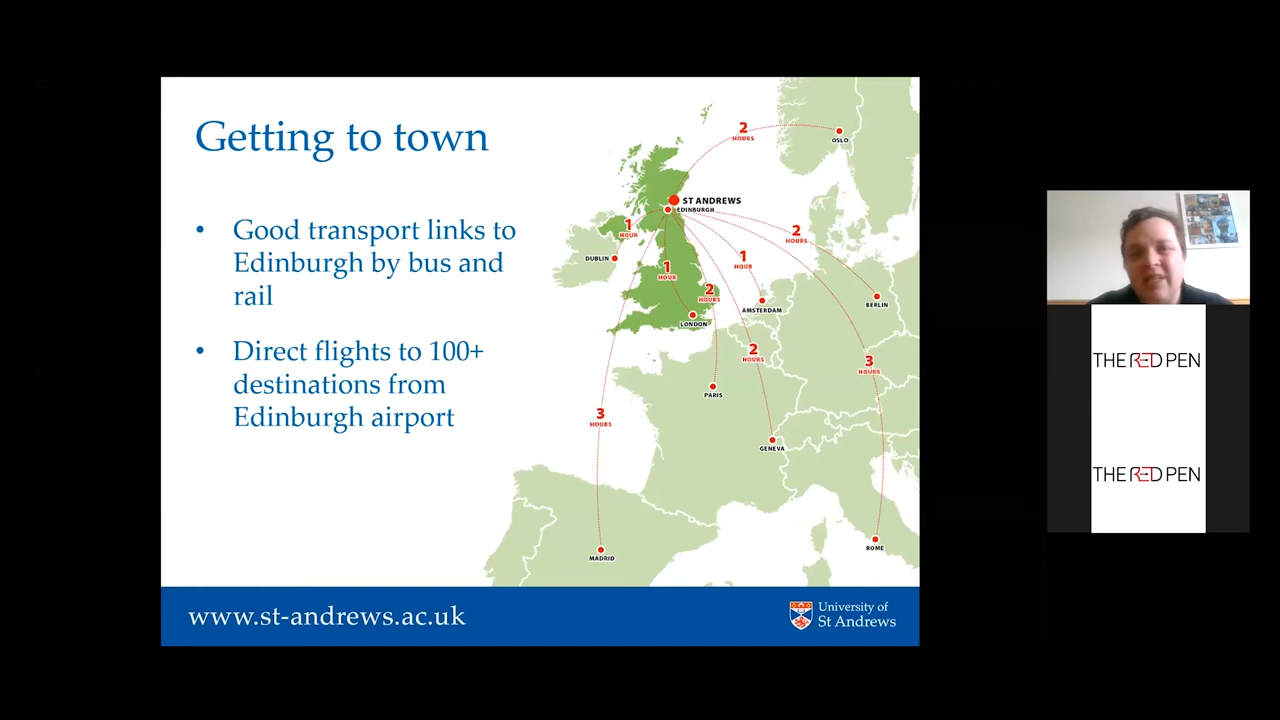 Getting to town
• Good transport links to
Edinburgh by bus and
rail
• Direct flights to 100+
destinations from
Edinburgh airport
2
HOURS
OSLO
ST ANDREWS
EDINBURGH
1
HOUR
2
HOURS
DUBLIN
1
HOUR
1
HOUR
2
HOURS
BERLIN
AMSTERDAM
LONDON
2
HOURS
3
HOURS
PARIS
3
HOURS
GENEVA
MADRID
ROME
www.st-andrews.ac.uk
University of
St Andrews
THE RED PEN
THE RED PEN